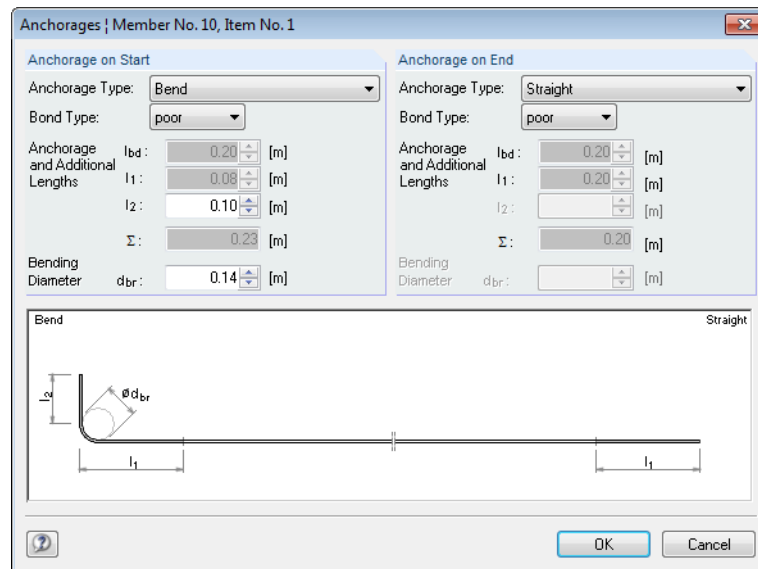 Anchorages ¦ Member No. 10, Item No. 1
Anchorage on Start
Anchorage Type: Bend
Bond Type: poor
Anchorage and Additional Lengths
lbd : 0.20 [m]
l1 : 0.08 [m]
l2 : 0.10 [m]
Σ : 0.23 [m]
Bending Diameter dbr : 0.14 [m]
Anchorage on End
Anchorage Type: Straight
Bond Type: poor
Anchorage and Additional Lengths
lbd : 0.20 [m]
l1 : 0.20 [m]
l2 : [m]
Σ : 0.20 [m]
Bending Diameter dbr : [m]
Bend Straight
l2
ødbr
l1 l1
OK Cancel